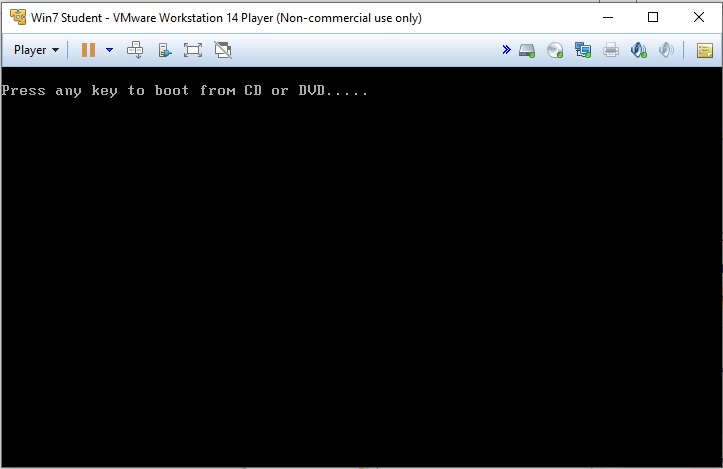 Win7 Student - VMware Workstation 14 Player (Non-commercial use only)
Player
Press any key to boot from CD or DVD.....